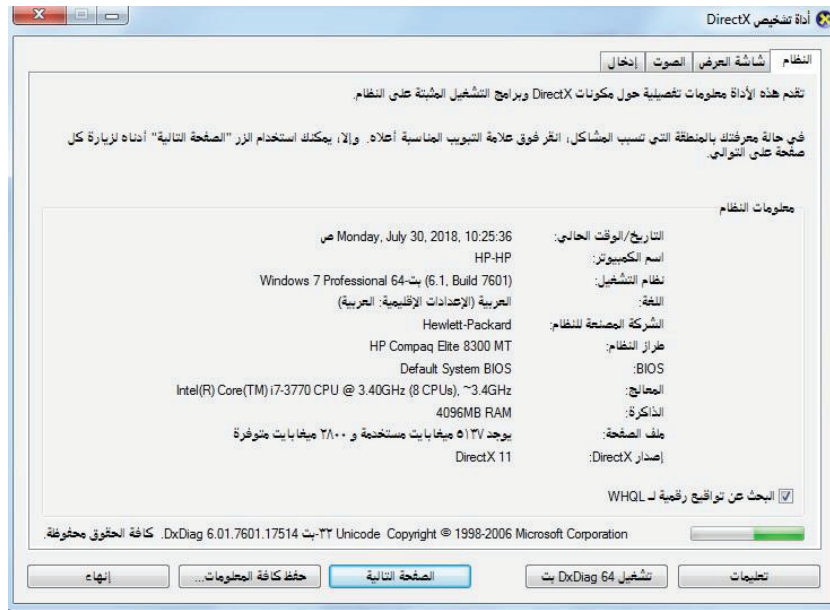 أداة تشخيص DirectX
النظام شاشة العرض الصوت إدخال
تقدم هذه الأداة معلومات تفصيلية حول مكونات DirectX وبرامج التشغيل المثبتة على النظام.
في حالة معرفتك بالمنطقة التي تسبب المشاكل، انقر فوق علامة التبويب المناسبة أعلاه. وإلا، يمكنك استخدام الزر "الصفحة التالية" أدناه لزيارة كل
صفحة على التوالي.
معلومات النظام
التاريخ/الوقت الحالي: Monday, July 30, 2018, 10:25:36 ص
اسم الكمبيوتر: HP-HP
نظام التشغيل: Windows 7 Professional 64-بت (6.1, Build 7601)
اللغة: العربية (الإعدادات الإقليمية: العربية)
الشركة المصنعة للنظام: Hewlett-Packard
طراز النظام: HP Compaq Elite 8300 MT
BIOS: Default System BIOS
المعالج: Intel(R) Core(TM) i7-3770 CPU @ 3.40GHz (8 CPUs), ~3.4GHz
الذاكرة: 4096MB RAM
ملف الصفحة: يوجد ٥١٣٧ ميغابايت مستخدمة و ٢٨٠٠ ميغابايت متوفرة
إصدار DirectX: DirectX 11
البحث عن تواقيع رقمية لـ WHQL
DxDiag 6.01.7601.17514 ٣٢-بت Unicode Copyright © 1998-2006 Microsoft Corporation. كافة الحقوق محفوظة.
تعليمات تشغيل DxDiag 64 بت الصفحة التالية حفظ كافة المعلومات... إنهاء